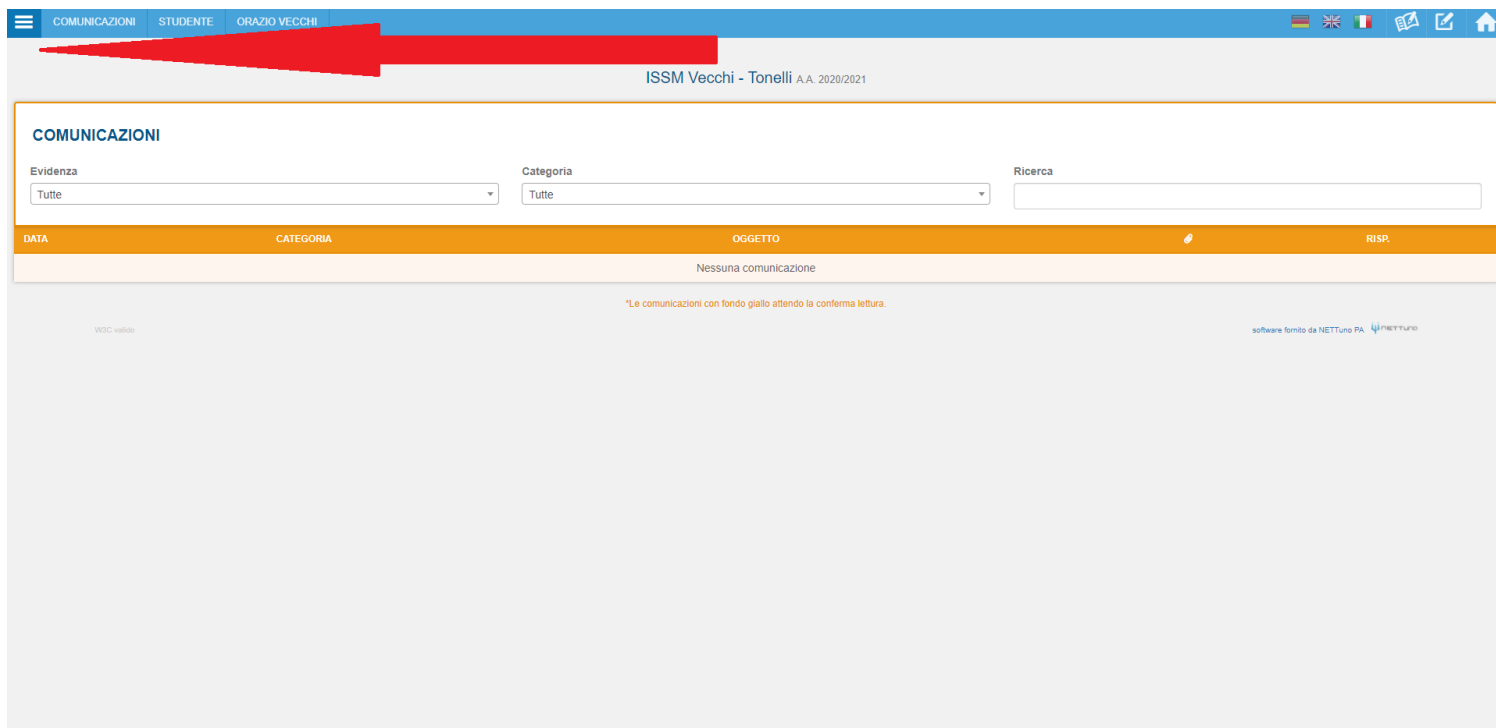 COMUNICAZIONI STUDENTE ORAZIO VECCHI
ISSM Vecchi - Tonelli A.A. 2020/2021
COMUNICAZIONI
Evidenza Categoria Ricerca
Tutte Tutte
DATA CATEGORIA OGGETTO RISP.
Nessuna comunicazione
*Le comunicazioni con fondo giallo attendo la conferma lettura.
W3C valido software fornito da NETTuno PA NETTuno